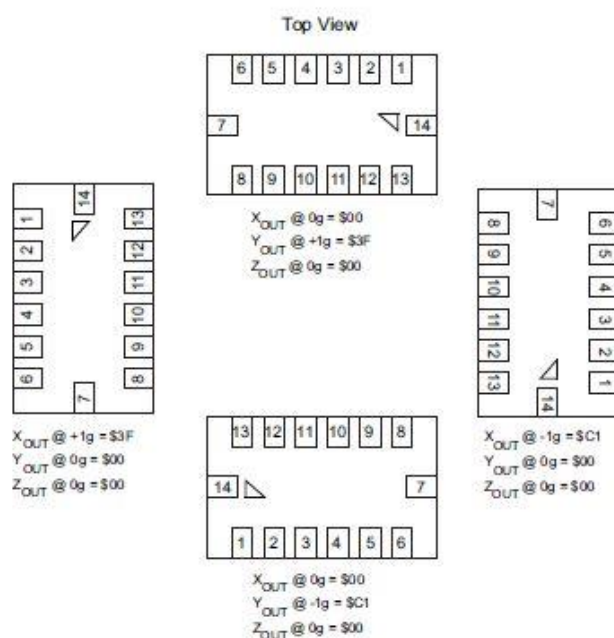 Top View
6 5 4 3 2 1
7 14
8 9 10 11 12 13
X_OUT @ 0g = $00
Y_OUT @ +1g = $3F
Z_OUT @ 0g = $00
14
1 13
2 12
3 11
4 10
5 9
6 8
7
X_OUT @ +1g = $3F
Y_OUT @ 0g = $00
Z_OUT @ 0g = $00
7
8 6
9 5
10 4
11 3
12 2
13 1
14
X_OUT @ -1g = $C1
Y_OUT @ 0g = $00
Z_OUT @ 0g = $00
13 12 11 10 9 8
14 7
1 2 3 4 5 6
X_OUT @ 0g = $00
Y_OUT @ -1g = $C1
Z_OUT @ 0g = $00